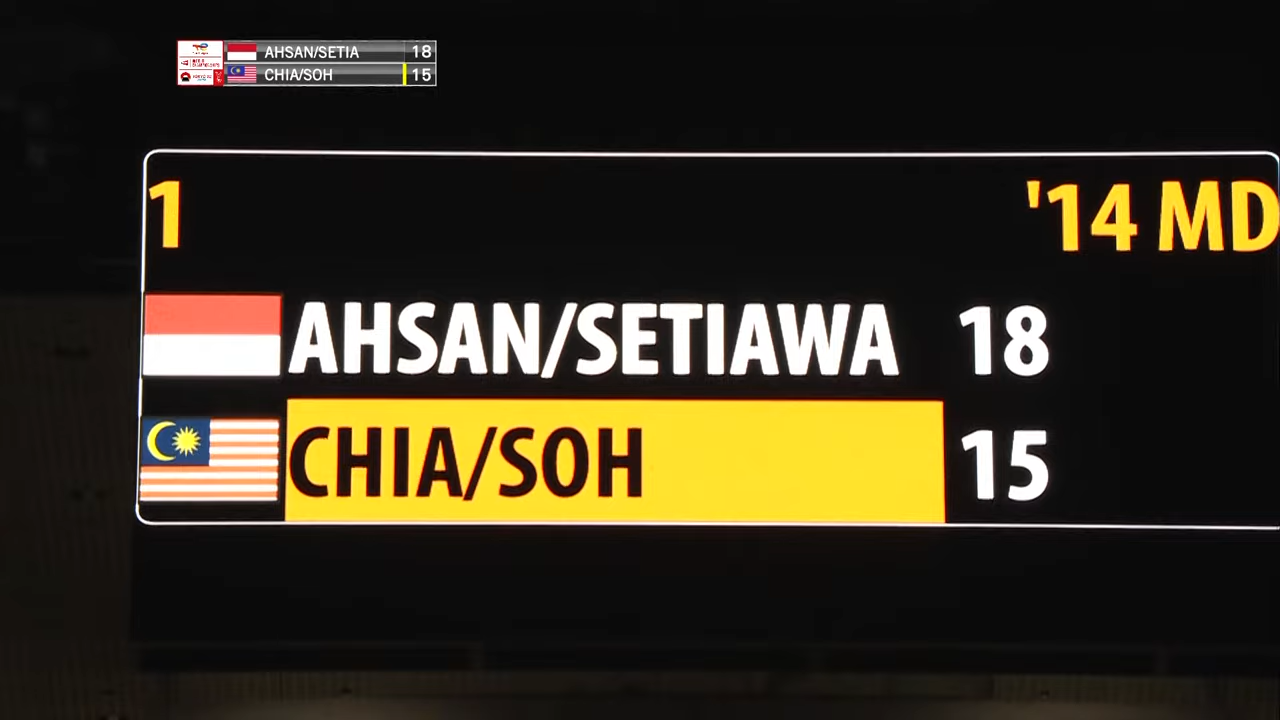 AHSAN/SETIA 18
CHIA/SOH 15
1 '14 MD
AHSAN/SETIAWA 18
CHIA/SOH 15